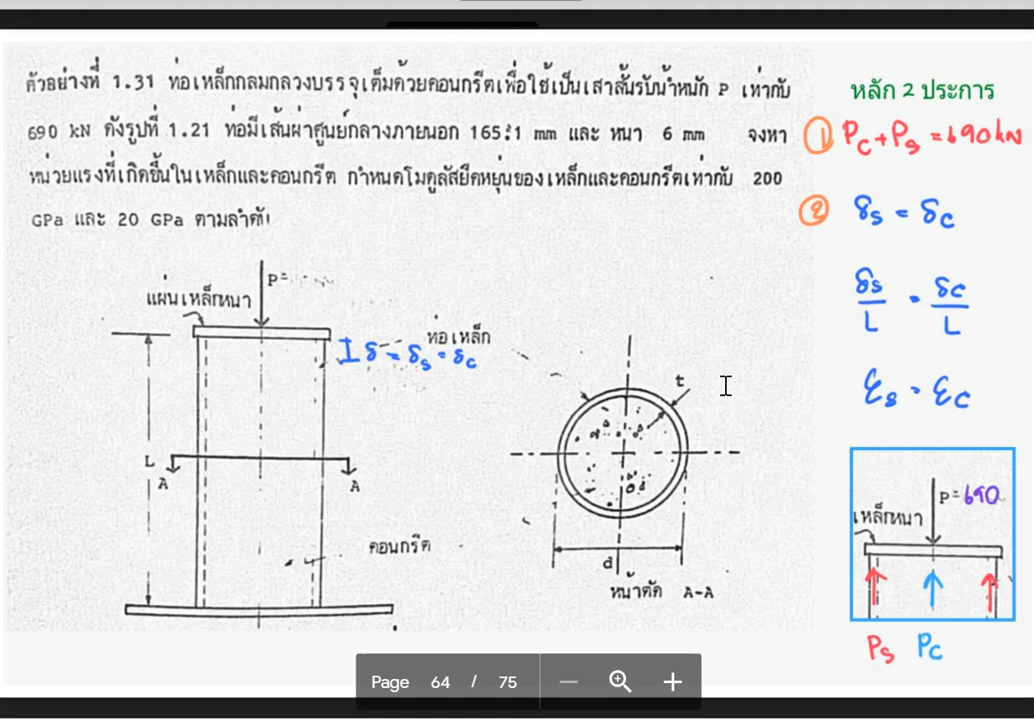 ตัวอย่างที่ 1.31 ท่อเหล็กกลมกลวงบรรจุเต็มด้วยคอนกรีตเพื่อใช้เป็นเสาสั้นรับน้ำหนัก P เท่ากับ
690 kN ดังรูปที่ 1.21 ท่อมีเส้นผ่าศูนย์กลางภายนอก 165.1 mm และ หนา 6 mm จงหา
หน่วยแรงที่เกิดขึ้นในเหล็กและคอนกรีต กำหนดโมดูลัสยืดหยุ่นของเหล็กและคอนกรีตเท่ากับ 200
GPa และ 20 GPa ตามลำดับ
หลัก 2 ประการ
① Pc + Ps = 690 kN
② δs = δc
δs/L = δc/L
εs = εc
P=
แผ่นเหล็กหนา
ท่อเหล็ก
δ = δs = δc
L
A
A
คอนกรีต
t
d
หน้าตัด A-A
P=690
เหล็กหนา
Ps Pc
Page 64 / 75